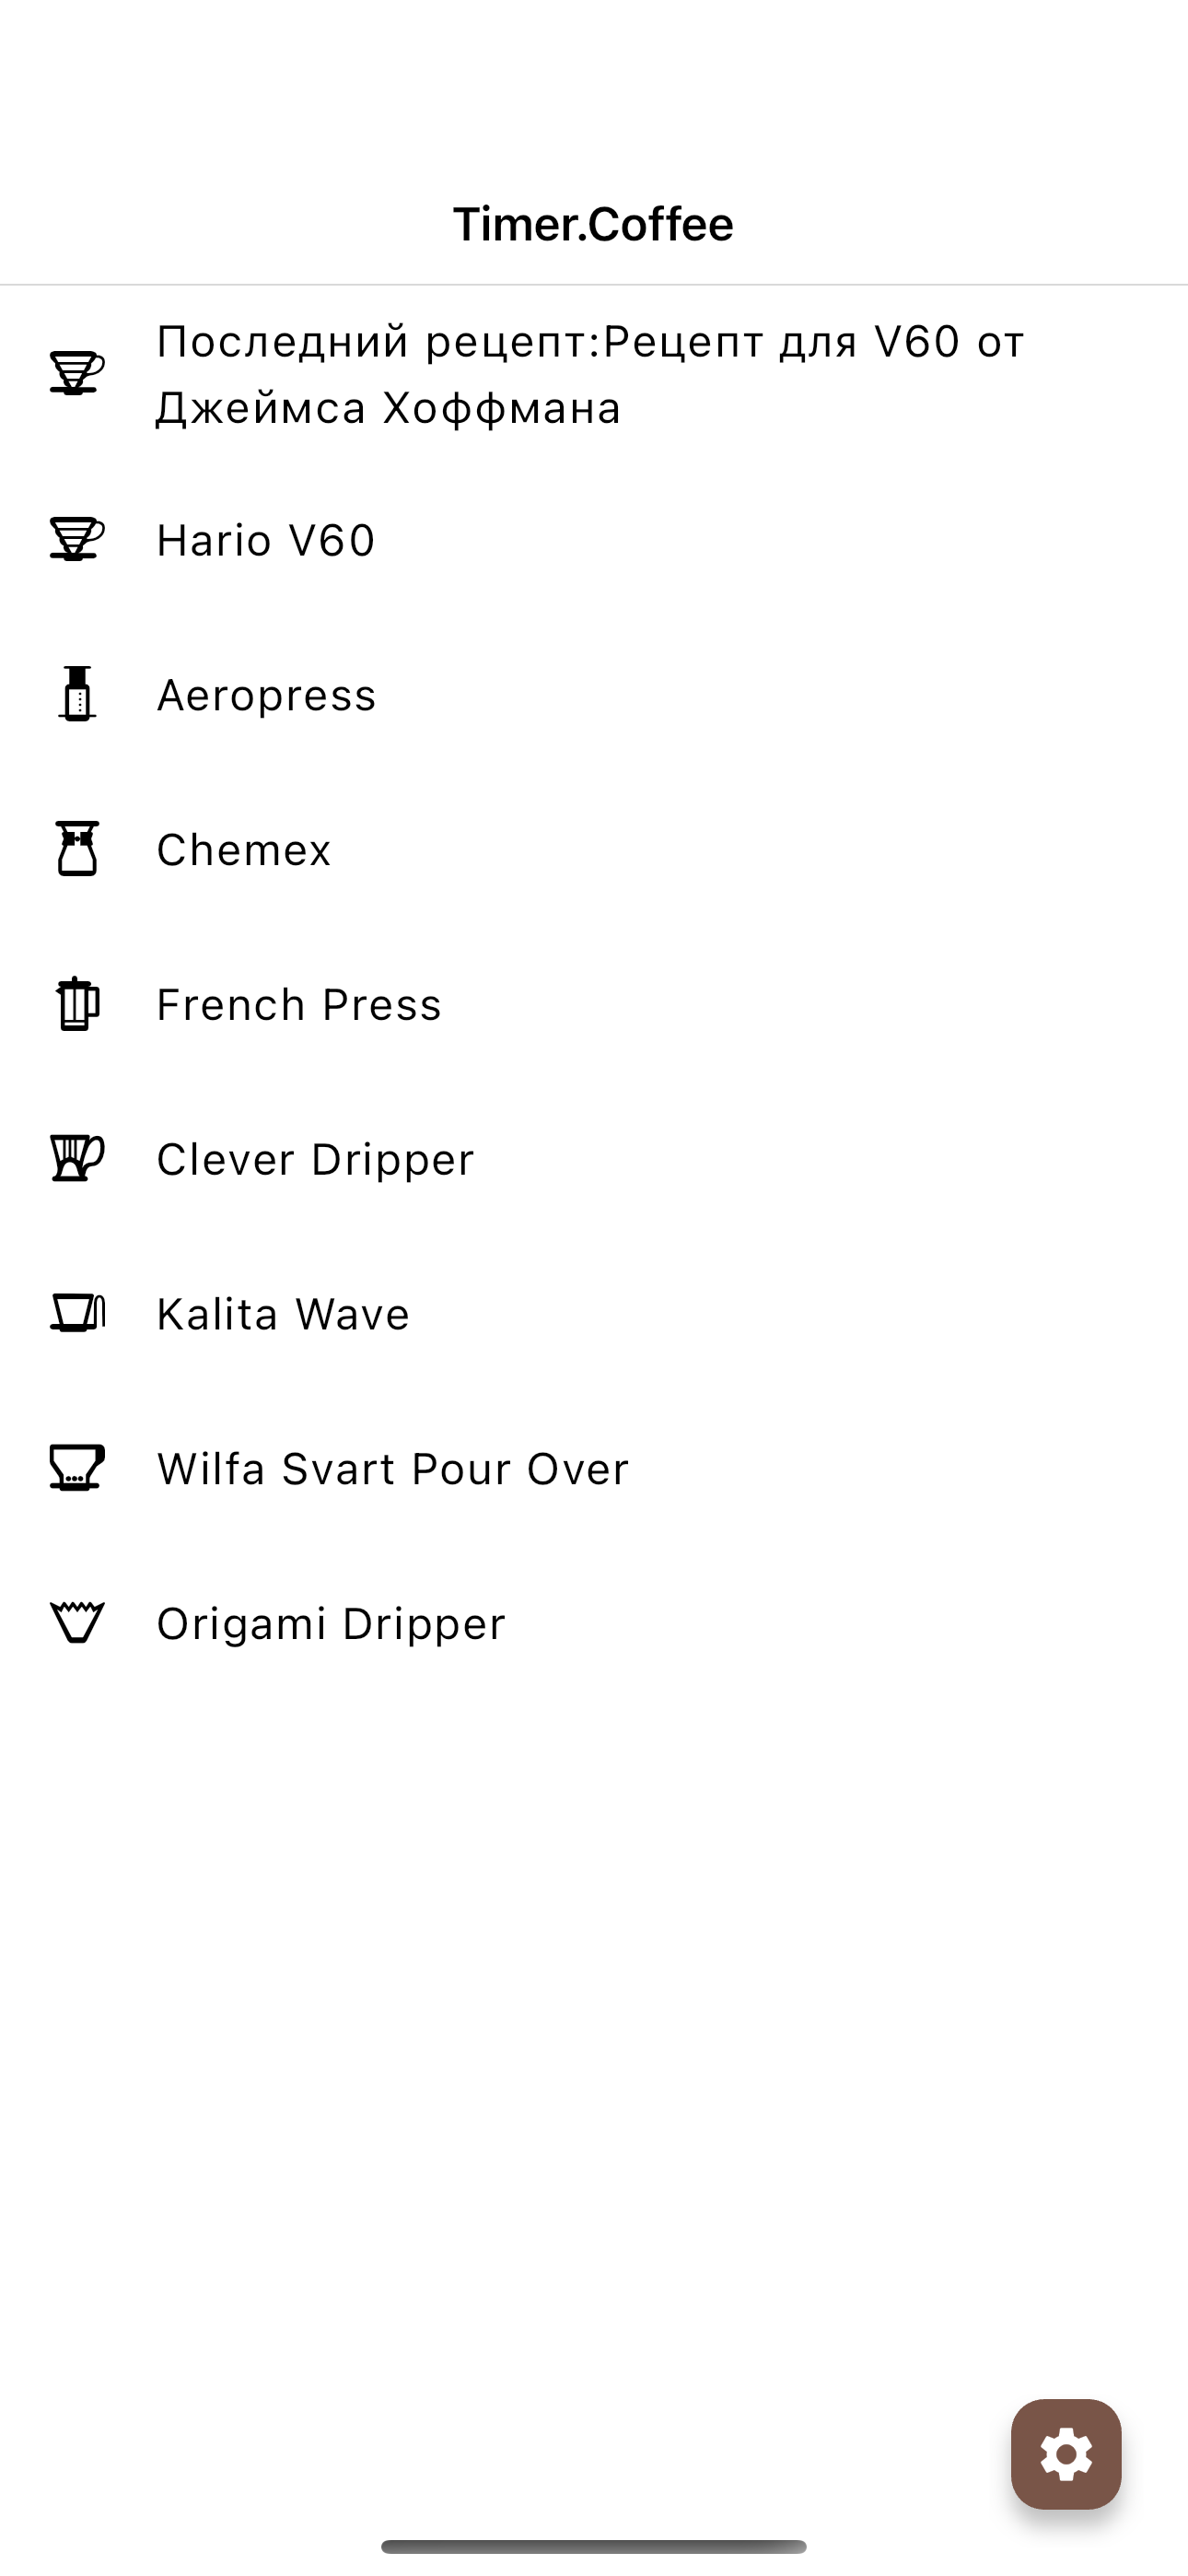 Timer.Coffee
Последний рецепт:Рецепт для V60 от
Джеймса Хоффмана
Hario V60
Aeropress
Chemex
French Press
Clever Dripper
Kalita Wave
Wilfa Svart Pour Over
Origami Dripper